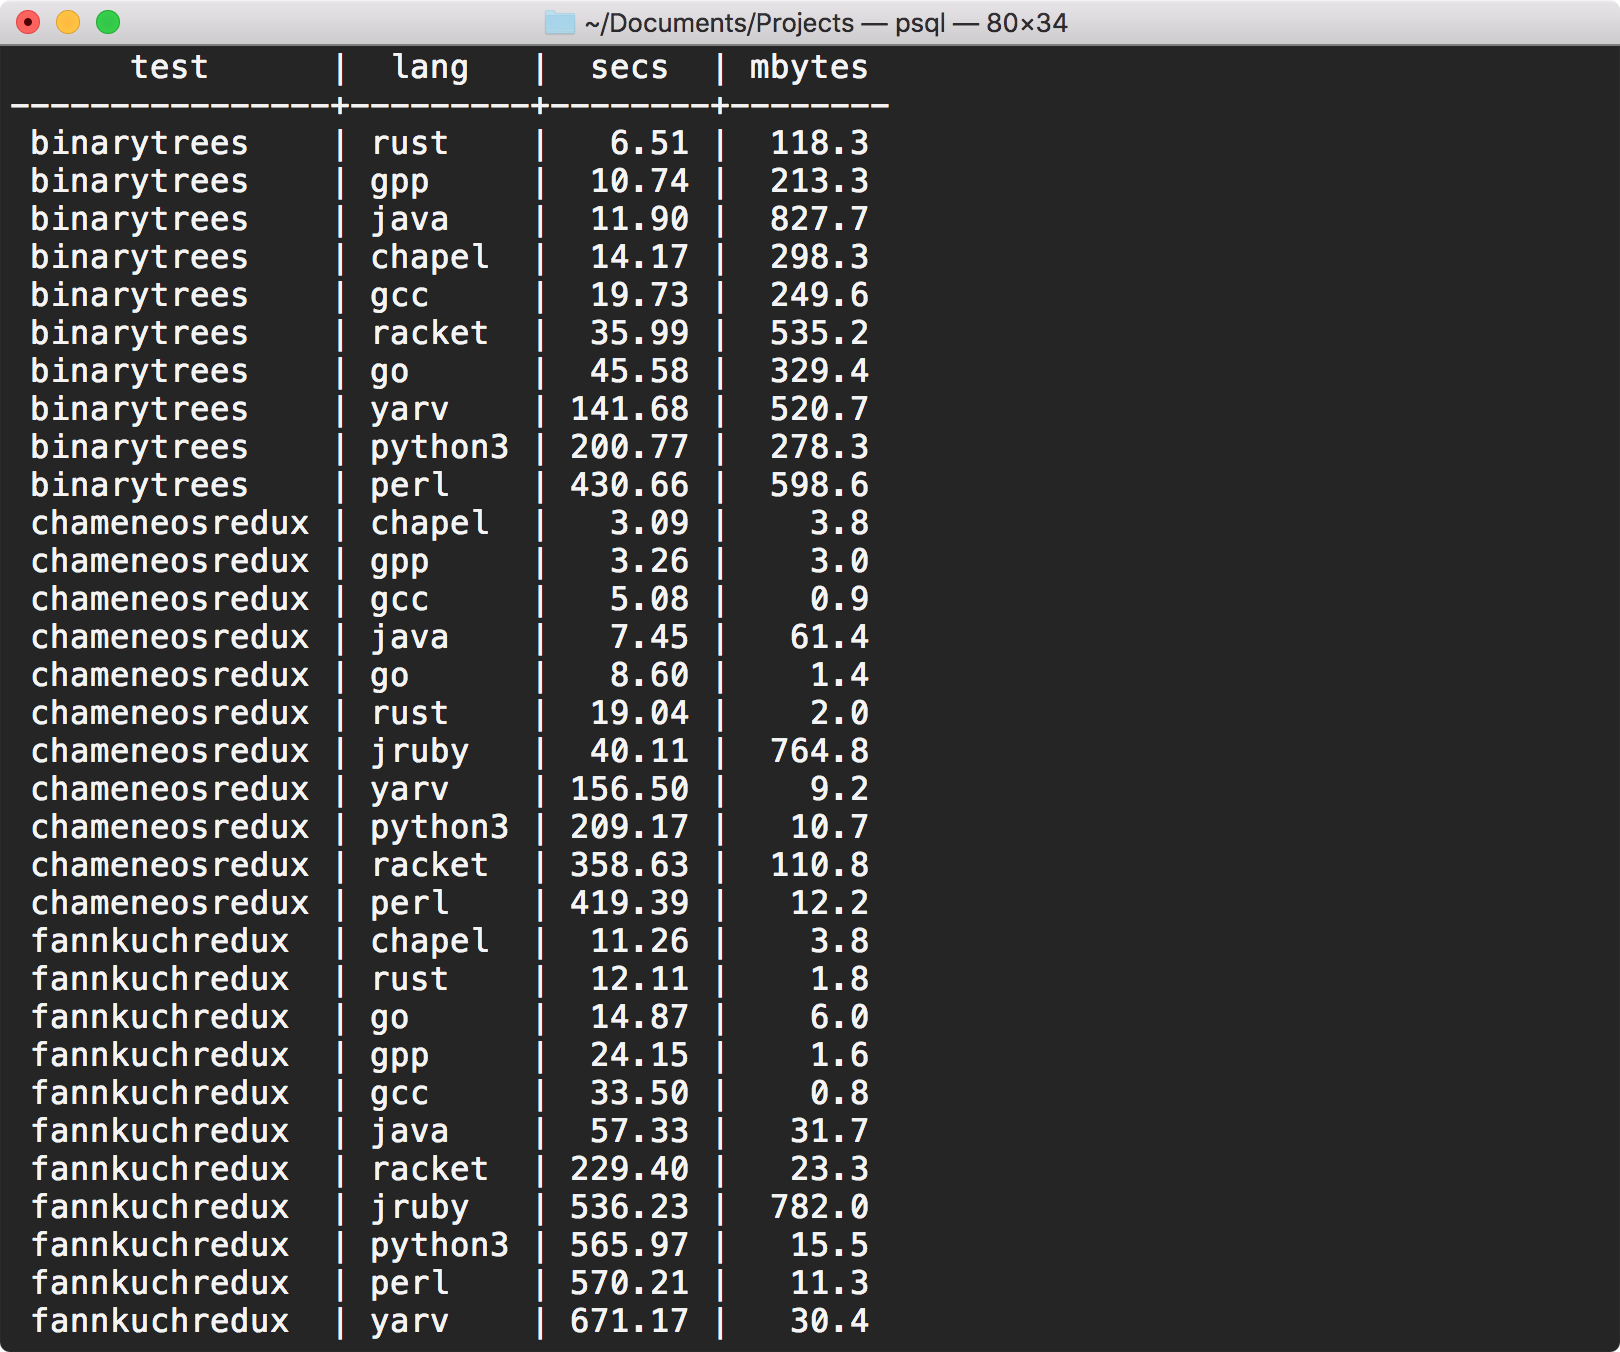 ~/Documents/Projects — psql — 80×34
      test      |  lang   |  secs  | mbytes
----------------+---------+--------+--------
 binarytrees    | rust    |   6.51 |  118.3
 binarytrees    | gpp     |  10.74 |  213.3
 binarytrees    | java    |  11.90 |  827.7
 binarytrees    | chapel  |  14.17 |  298.3
 binarytrees    | gcc     |  19.73 |  249.6
 binarytrees    | racket  |  35.99 |  535.2
 binarytrees    | go      |  45.58 |  329.4
 binarytrees    | yarv    | 141.68 |  520.7
 binarytrees    | python3 | 200.77 |  278.3
 binarytrees    | perl    | 430.66 |  598.6
 chameneosredux | chapel  |   3.09 |    3.8
 chameneosredux | gpp     |   3.26 |    3.0
 chameneosredux | gcc     |   5.08 |    0.9
 chameneosredux | java    |   7.45 |   61.4
 chameneosredux | go      |   8.60 |    1.4
 chameneosredux | rust    |  19.04 |    2.0
 chameneosredux | jruby   |  40.11 |  764.8
 chameneosredux | yarv    | 156.50 |    9.2
 chameneosredux | python3 | 209.17 |   10.7
 chameneosredux | racket  | 358.63 |  110.8
 chameneosredux | perl    | 419.39 |   12.2
 fannkuchredux  | chapel  |  11.26 |    3.8
 fannkuchredux  | rust    |  12.11 |    1.8
 fannkuchredux  | go      |  14.87 |    6.0
 fannkuchredux  | gpp     |  24.15 |    1.6
 fannkuchredux  | gcc     |  33.50 |    0.8
 fannkuchredux  | java    |  57.33 |   31.7
 fannkuchredux  | racket  | 229.40 |   23.3
 fannkuchredux  | jruby   | 536.23 |  782.0
 fannkuchredux  | python3 | 565.97 |   15.5
 fannkuchredux  | perl    | 570.21 |   11.3
 fannkuchredux  | yarv    | 671.17 |   30.4